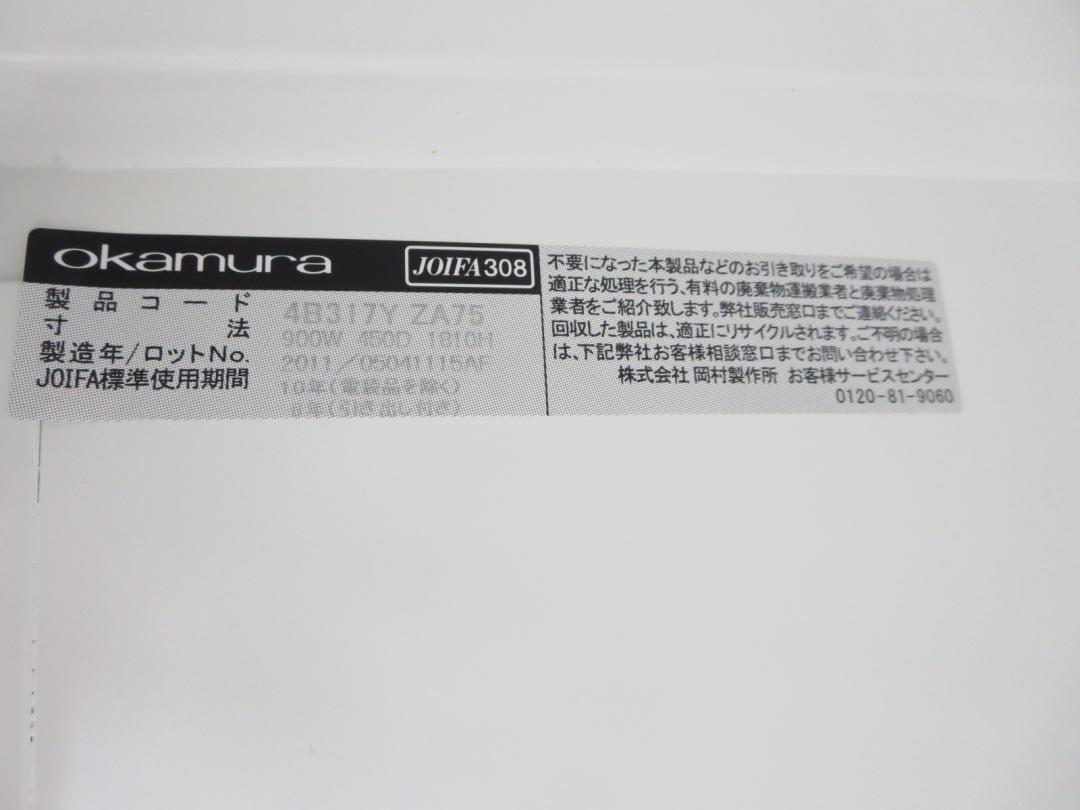 okamura
JOIFA308
製品コード 4B317Y ZA75
寸法 900W 450D 1810H
製造年/ロットNo. 2011/05041115AF
JOIFA標準使用期間 10年(電装品を除く)
8年(引き出し付き)
不要になった本製品などのお引き取りをご希望の場合は
適正な処理を行う、有料の廃棄物運搬業者と廃棄物処理
業者をご紹介致します。弊社販売窓口までご連絡ください。
回収した製品は、適正にリサイクルされます。ご不明の場合
は、下記弊社お客様相談窓口までお問い合わせ下さい。
株式会社 岡村製作所 お客様サービスセンター
0120-81-9060